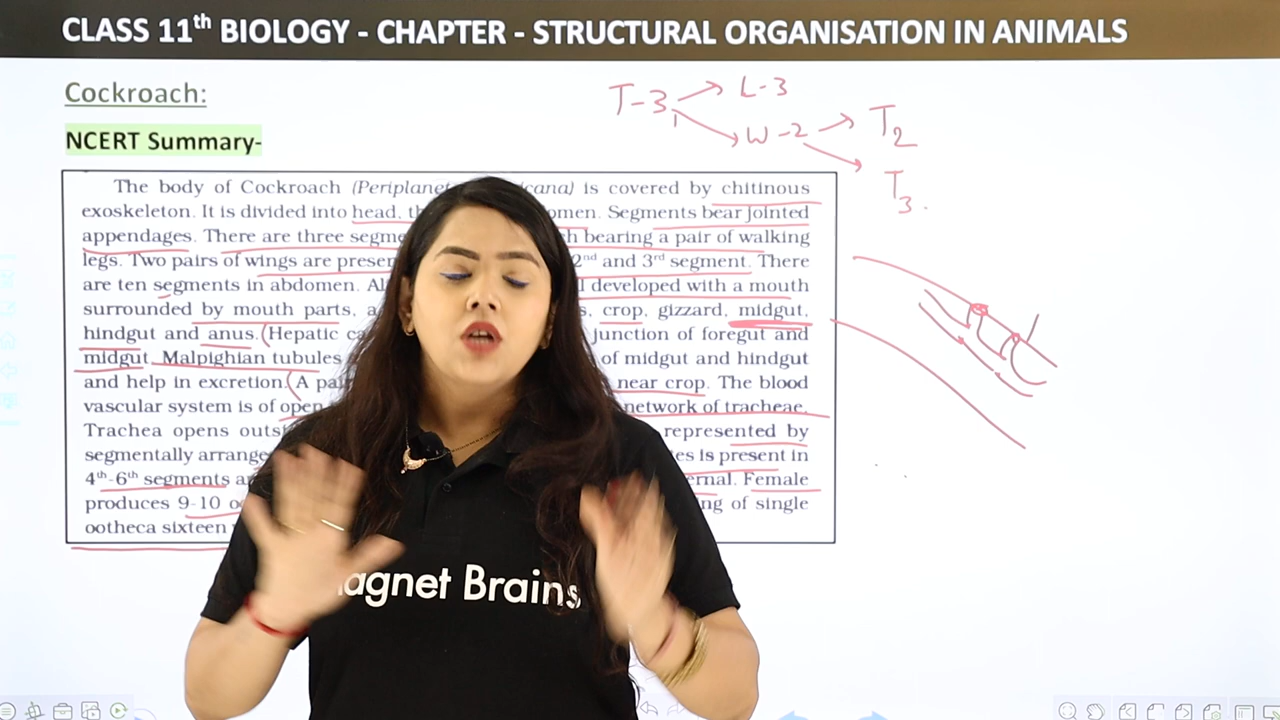 CLASS 11th BIOLOGY - CHAPTER - STRUCTURAL ORGANISATION IN ANIMALS
Cockroach:
NCERT Summary-
T-3
L-3
W-2
T2
T3.
The body of Cockroach (Periplanet icana) is covered by chitinous
exoskeleton. It is divided into head, th omen. Segments bear jointed
appendages. There are three segme h bearing a pair of walking
legs. Two pairs of wings are presen 2nd and 3rd segment. There
are ten segments in abdomen. Al developed with a mouth
surrounded by mouth parts, a s, crop, gizzard, midgut,
hindgut and anus. Hepatic ca junction of foregut and
midgut. Malpighian tubules of midgut and hindgut
and help in excretion. A pai near crop. The blood
vascular system is of open network of tracheae.
Trachea opens outs represented by
segmentally arrange es is present in
4th-6th segments a ernal. Female
produces 9-10 o ng of single
ootheca sixteen
agnet Brains